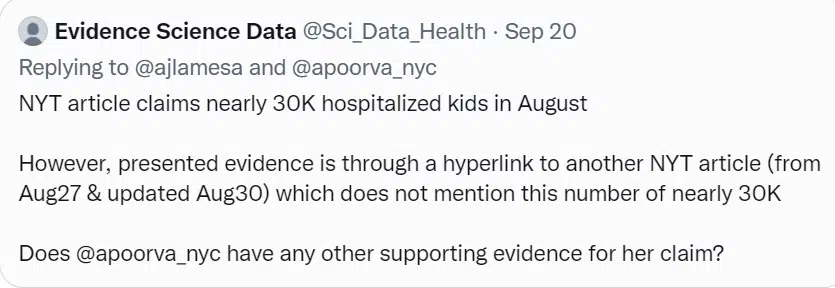 Evidence Science Data @Sci_Data_Health · Sep 20
Replying to @ajlamesa and @apoorva_nyc
NYT article claims nearly 30K hospitalized kids in August
However, presented evidence is through a hyperlink to another NYT article (from
Aug27 & updated Aug30) which does not mention this number of nearly 30K
Does @apoorva_nyc have any other supporting evidence for her claim?